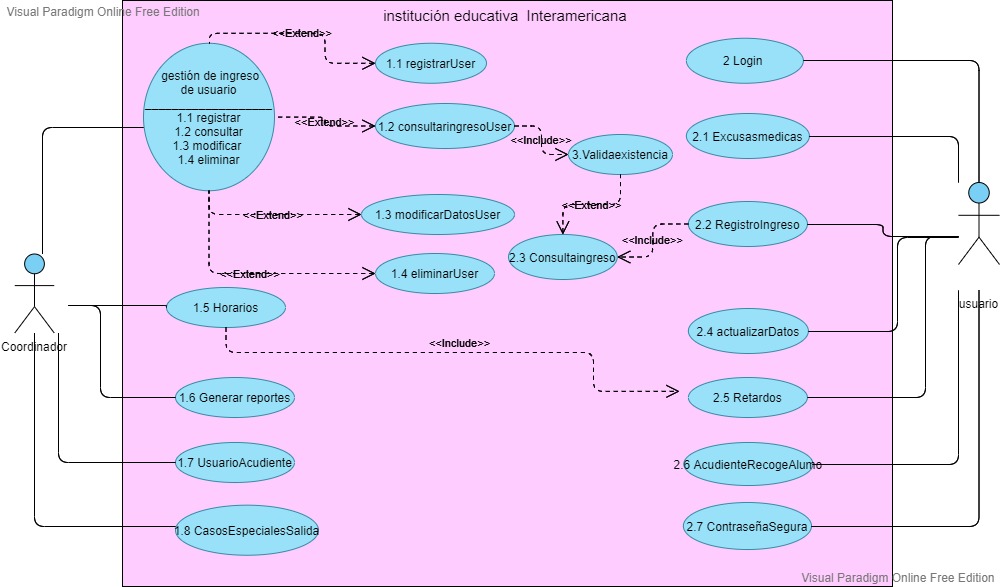 Visual Paradigm Online Free Edition
institución educativa Interamericana
gestión de ingreso
de usuario
1.1 registrar
1.2 consultar
1.3 modificar
1.4 eliminar
<<Extend>>
1.1 registrarUser
<<Extend>>
1.2 consultaringresoUser
<<Include>>
3.Validaexistencia
<<Extend>>
1.3 modificarDatosUser
<<Extend>>
2.3 Consultaingreso
<<Include>>
<<Extend>>
1.4 eliminarUser
2 Login
2.1 Excusasmedicas
2.2 RegistroIngreso
usuario
Coordinador
1.5 Horarios
<<Include>>
2.4 actualizarDatos
1.6 Generar reportes
2.5 Retardos
1.7 UsuarioAcudiente
2.6 AcudienteRecogeAlumo
1.8 CasosEspecialesSalida
2.7 ContraseñaSegura
Visual Paradigm Online Free Edition